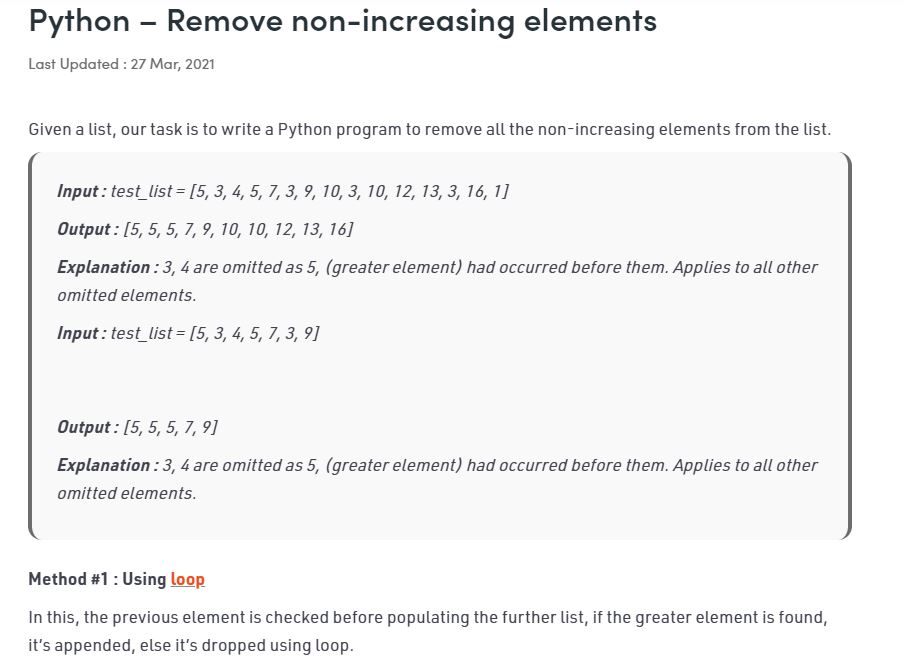 Python – Remove non-increasing elements
Last Updated : 27 Mar, 2021
Given a list, our task is to write a Python program to remove all the non-increasing elements from the list.
Input : test_list = [5, 3, 4, 5, 7, 3, 9, 10, 3, 10, 12, 13, 3, 16, 1]
Output : [5, 5, 5, 7, 9, 10, 10, 12, 13, 16]
Explanation : 3, 4 are omitted as 5, (greater element) had occurred before them. Applies to all other
omitted elements.
Input : test_list = [5, 3, 4, 5, 7, 3, 9]
Output : [5, 5, 5, 7, 9]
Explanation : 3, 4 are omitted as 5, (greater element) had occurred before them. Applies to all other
omitted elements.
Method #1 : Using loop
In this, the previous element is checked before populating the further list, if the greater element is found,
it’s appended, else it’s dropped using loop.